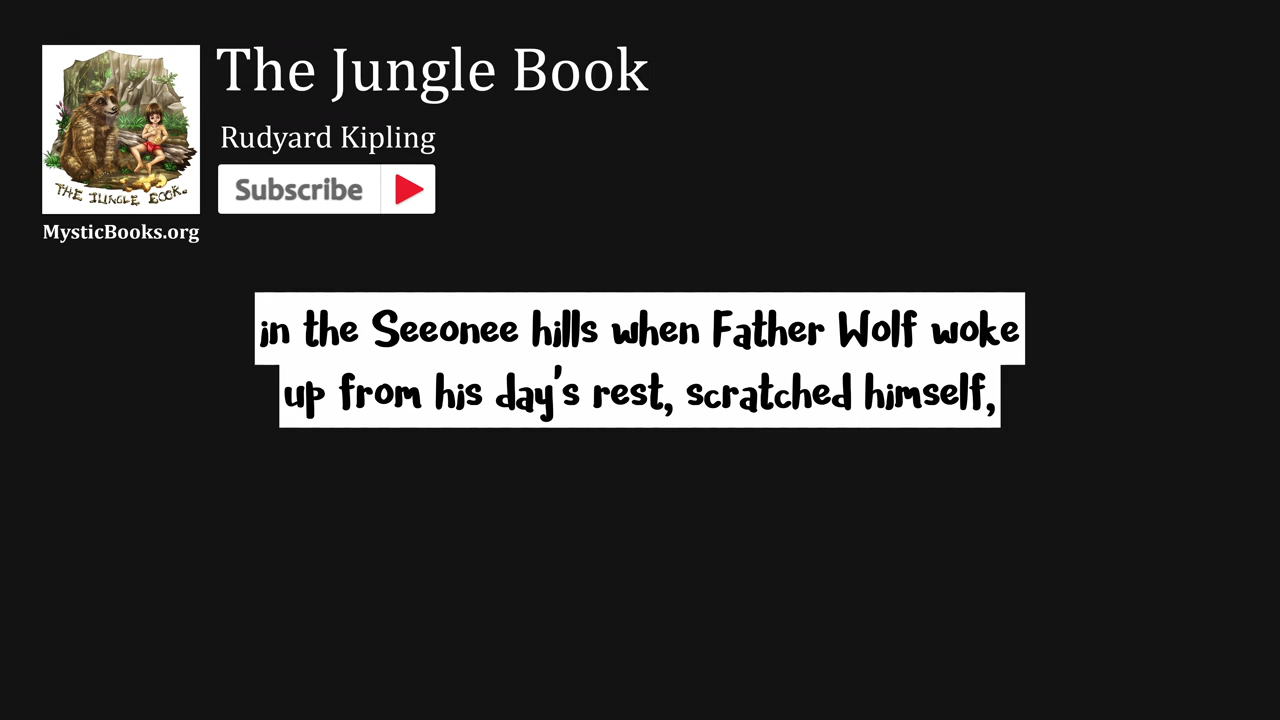 The Jungle Book
Rudyard Kipling
Subscribe
THE JUNGLE BOOK.
MysticBooks.org
in the Seeonee hills when Father Wolf woke
up from his day's rest, scratched himself,